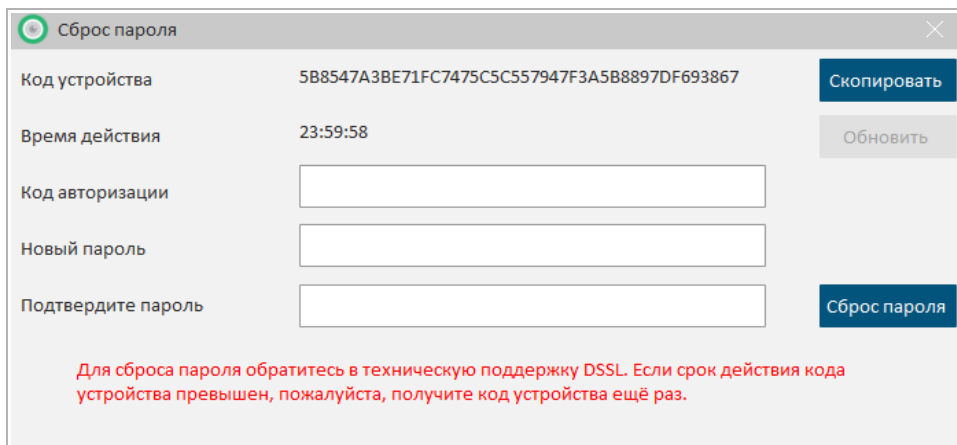 Сброс пароля
Код устройства 5B8547A3BE71FC7475C5C557947F3A5B8897DF693867 Скопировать
Время действия 23:59:58 Обновить
Код авторизации
Новый пароль
Подтвердите пароль Сброс пароля
Для сброса пароля обратитесь в техническую поддержку DSSL. Если срок действия кода
устройства превышен, пожалуйста, получите код устройства ещё раз.